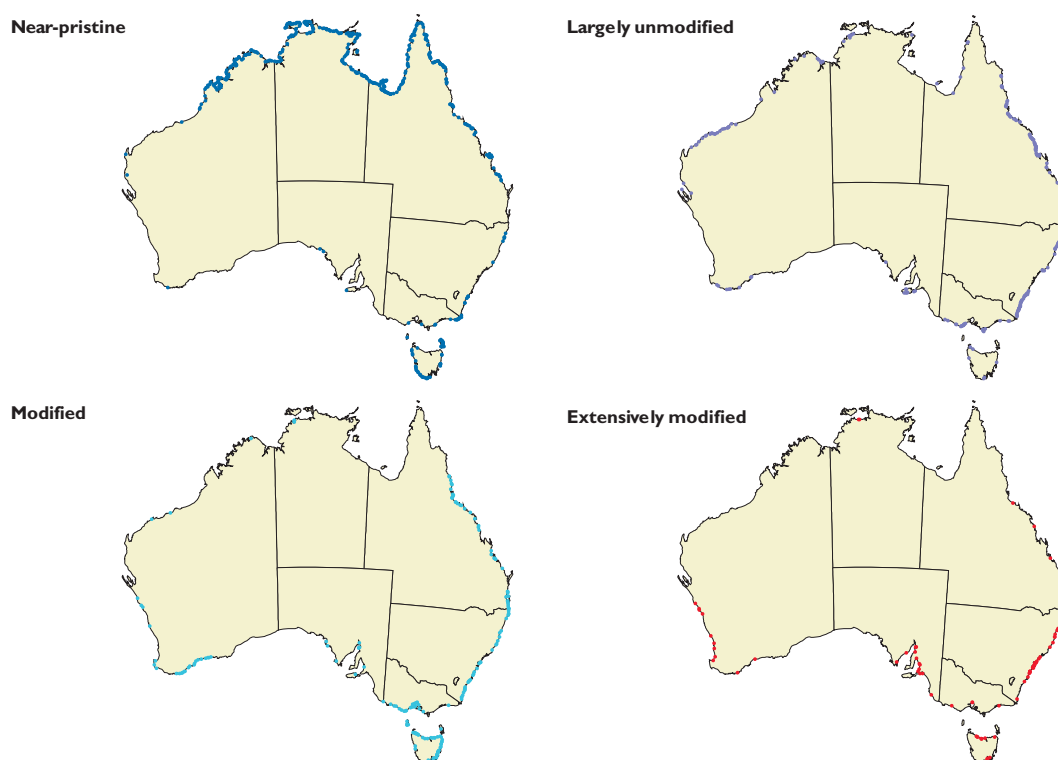 Near-pristine
Largely unmodified
Modified
Extensively modified